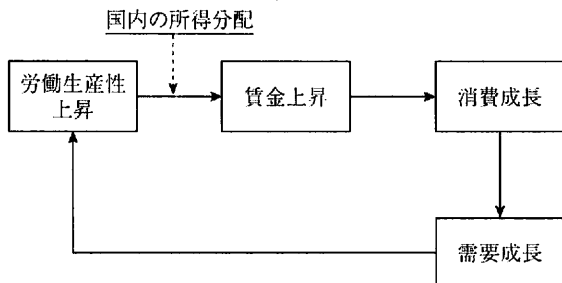 国内の所得分配
労働生産性
上昇
賃金上昇
消費成長
需要成長